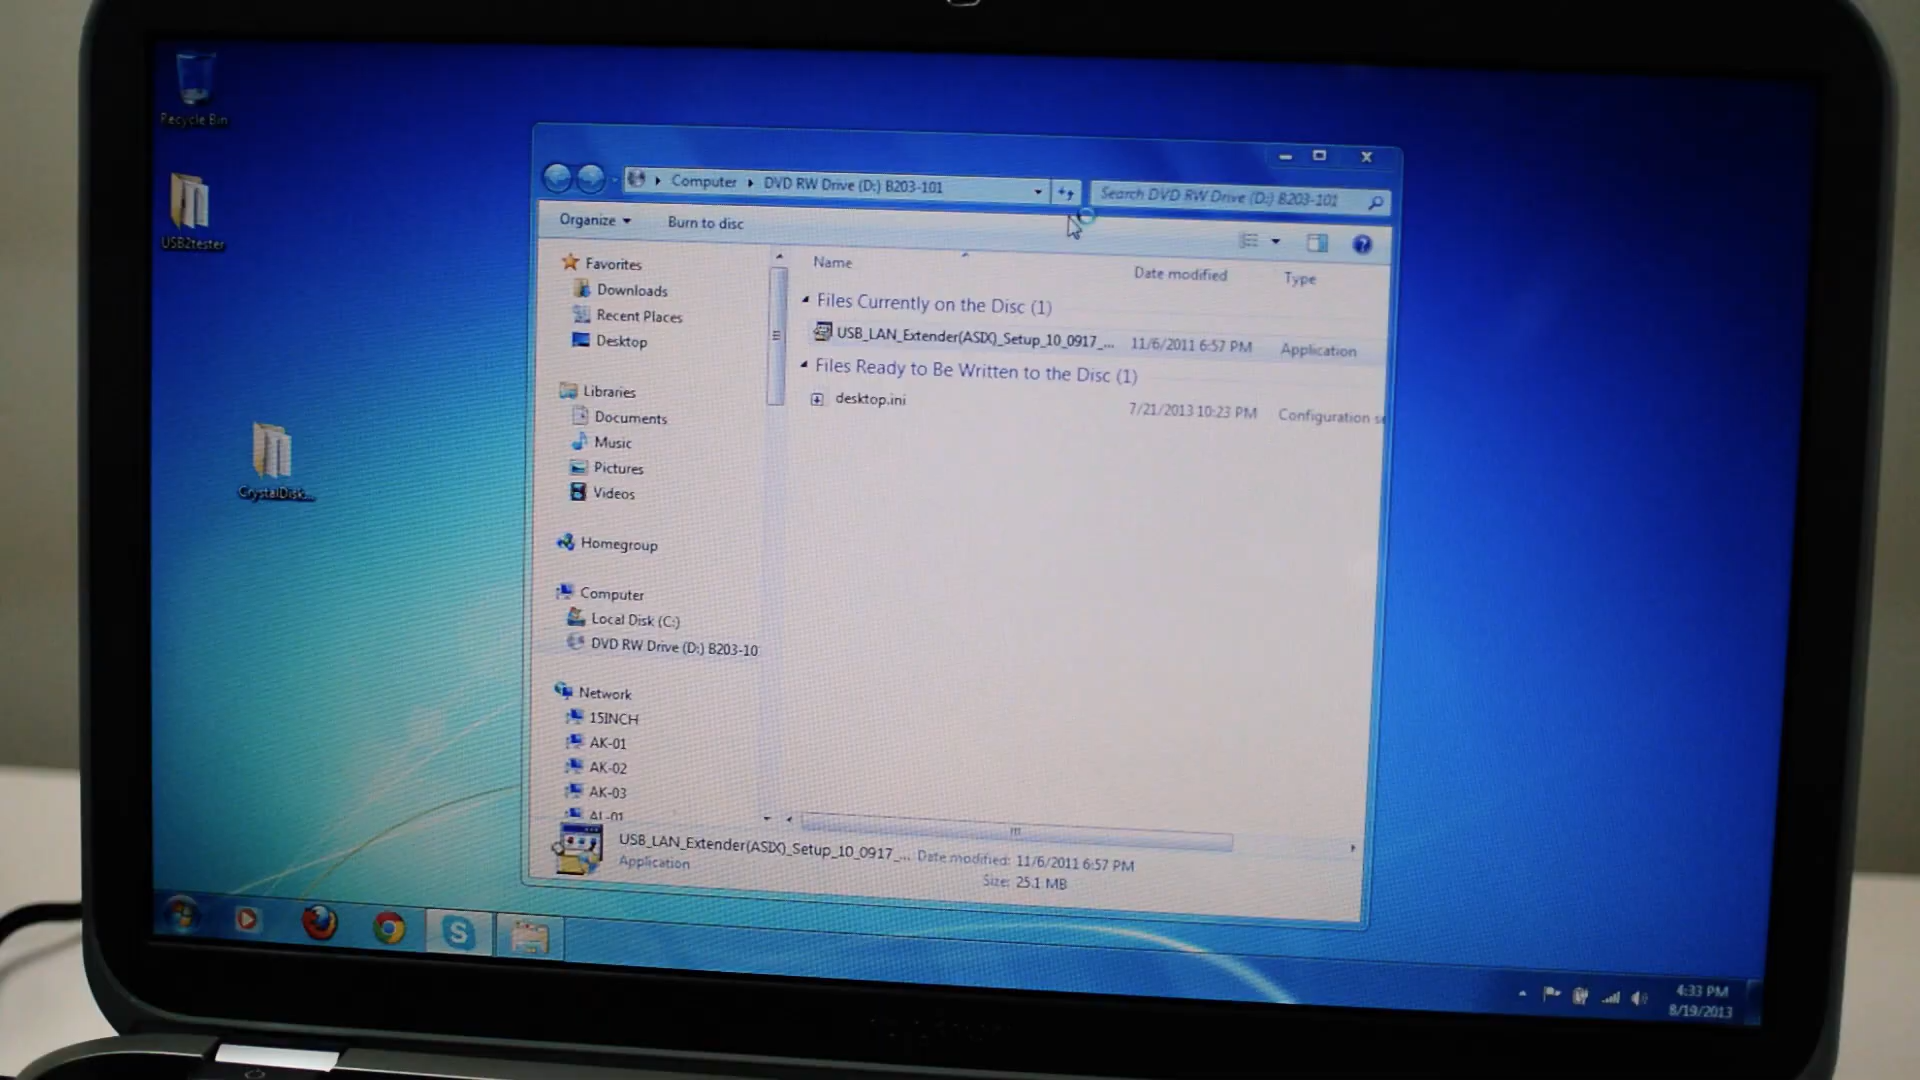 Recycle Bin
USB2tester
CrystalDisk...
Computer
DVD RW Drive (D:) B203-101
Search DVD RW Drive (D:) B203-101
Organize
Burn to disc
Favorites
Downloads
Recent Places
Desktop
Libraries
Documents
Music
Pictures
Videos
Homegroup
Computer
Local Disk (C:)
DVD RW Drive (D:) B203-10
Network
15INCH
AK-01
AK-02
AK-03
AL-01
Name
Date modified
Type
Files Currently on the Disc (1)
USB_LAN_Extender(ASIX)_Setup_10_0917_... 11/6/2011 6:57 PM Application
Files Ready to Be Written to the Disc (1)
desktop.ini 7/21/2013 10:23 PM Configuration se
USB_LAN_Extender(ASIX)_Setup_10_0917_... Date modified: 11/6/2011 6:57 PM
Application
Size: 25.1 MB
4:33 PM
8/19/2013